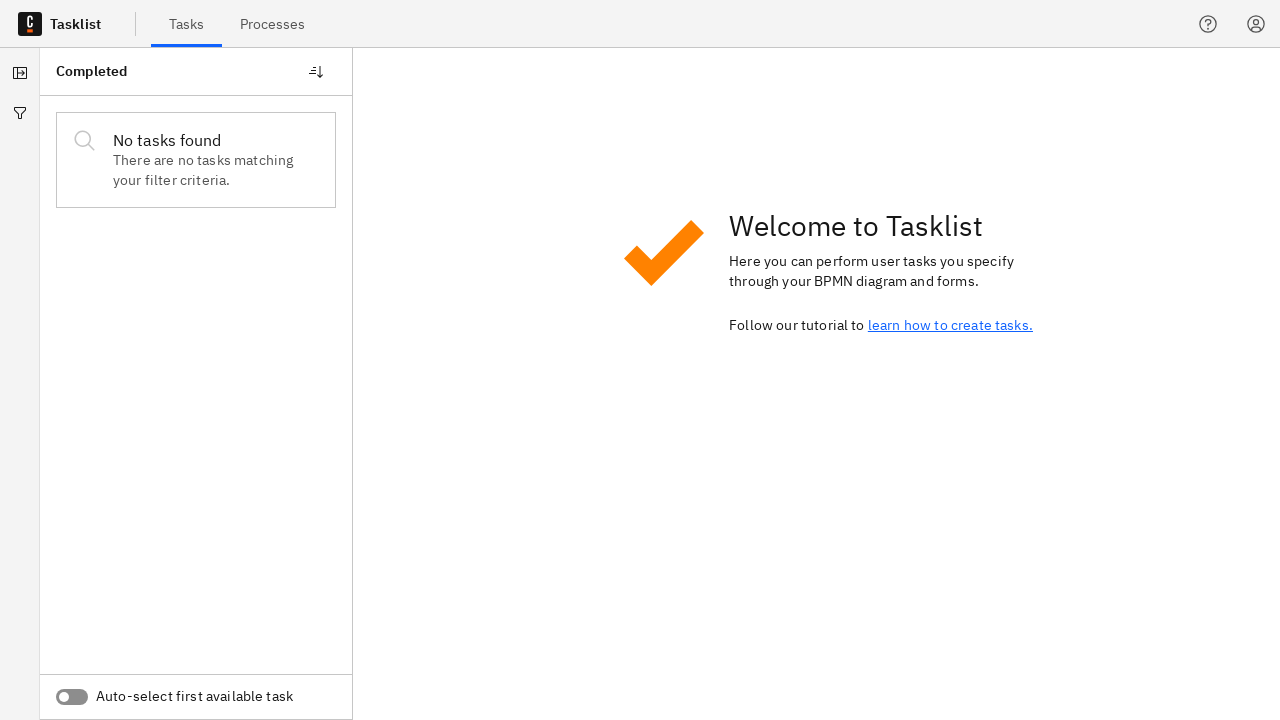 Tasklist
Tasks
Processes
Completed
No tasks found
There are no tasks matching
your filter criteria.
Welcome to Tasklist
Here you can perform user tasks you specify
through your BPMN diagram and forms.
Follow our tutorial to learn how to create tasks.
Auto-select first available task